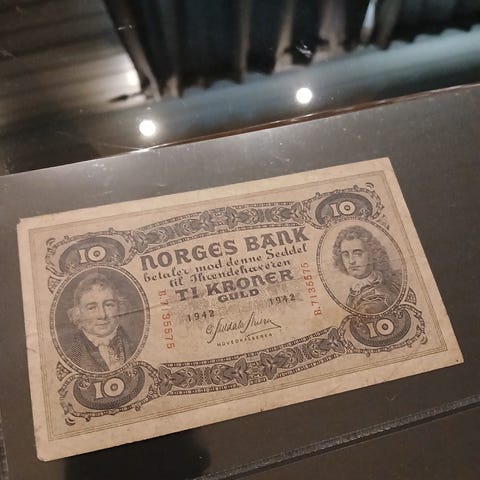 10
10
NORGES BANK
betaler mod denne Seddel
til Ihændehaveren
TI KRONER
GULD
1942
1942
B.7135575
B.7135575
HOVEDKASSERER
10
10